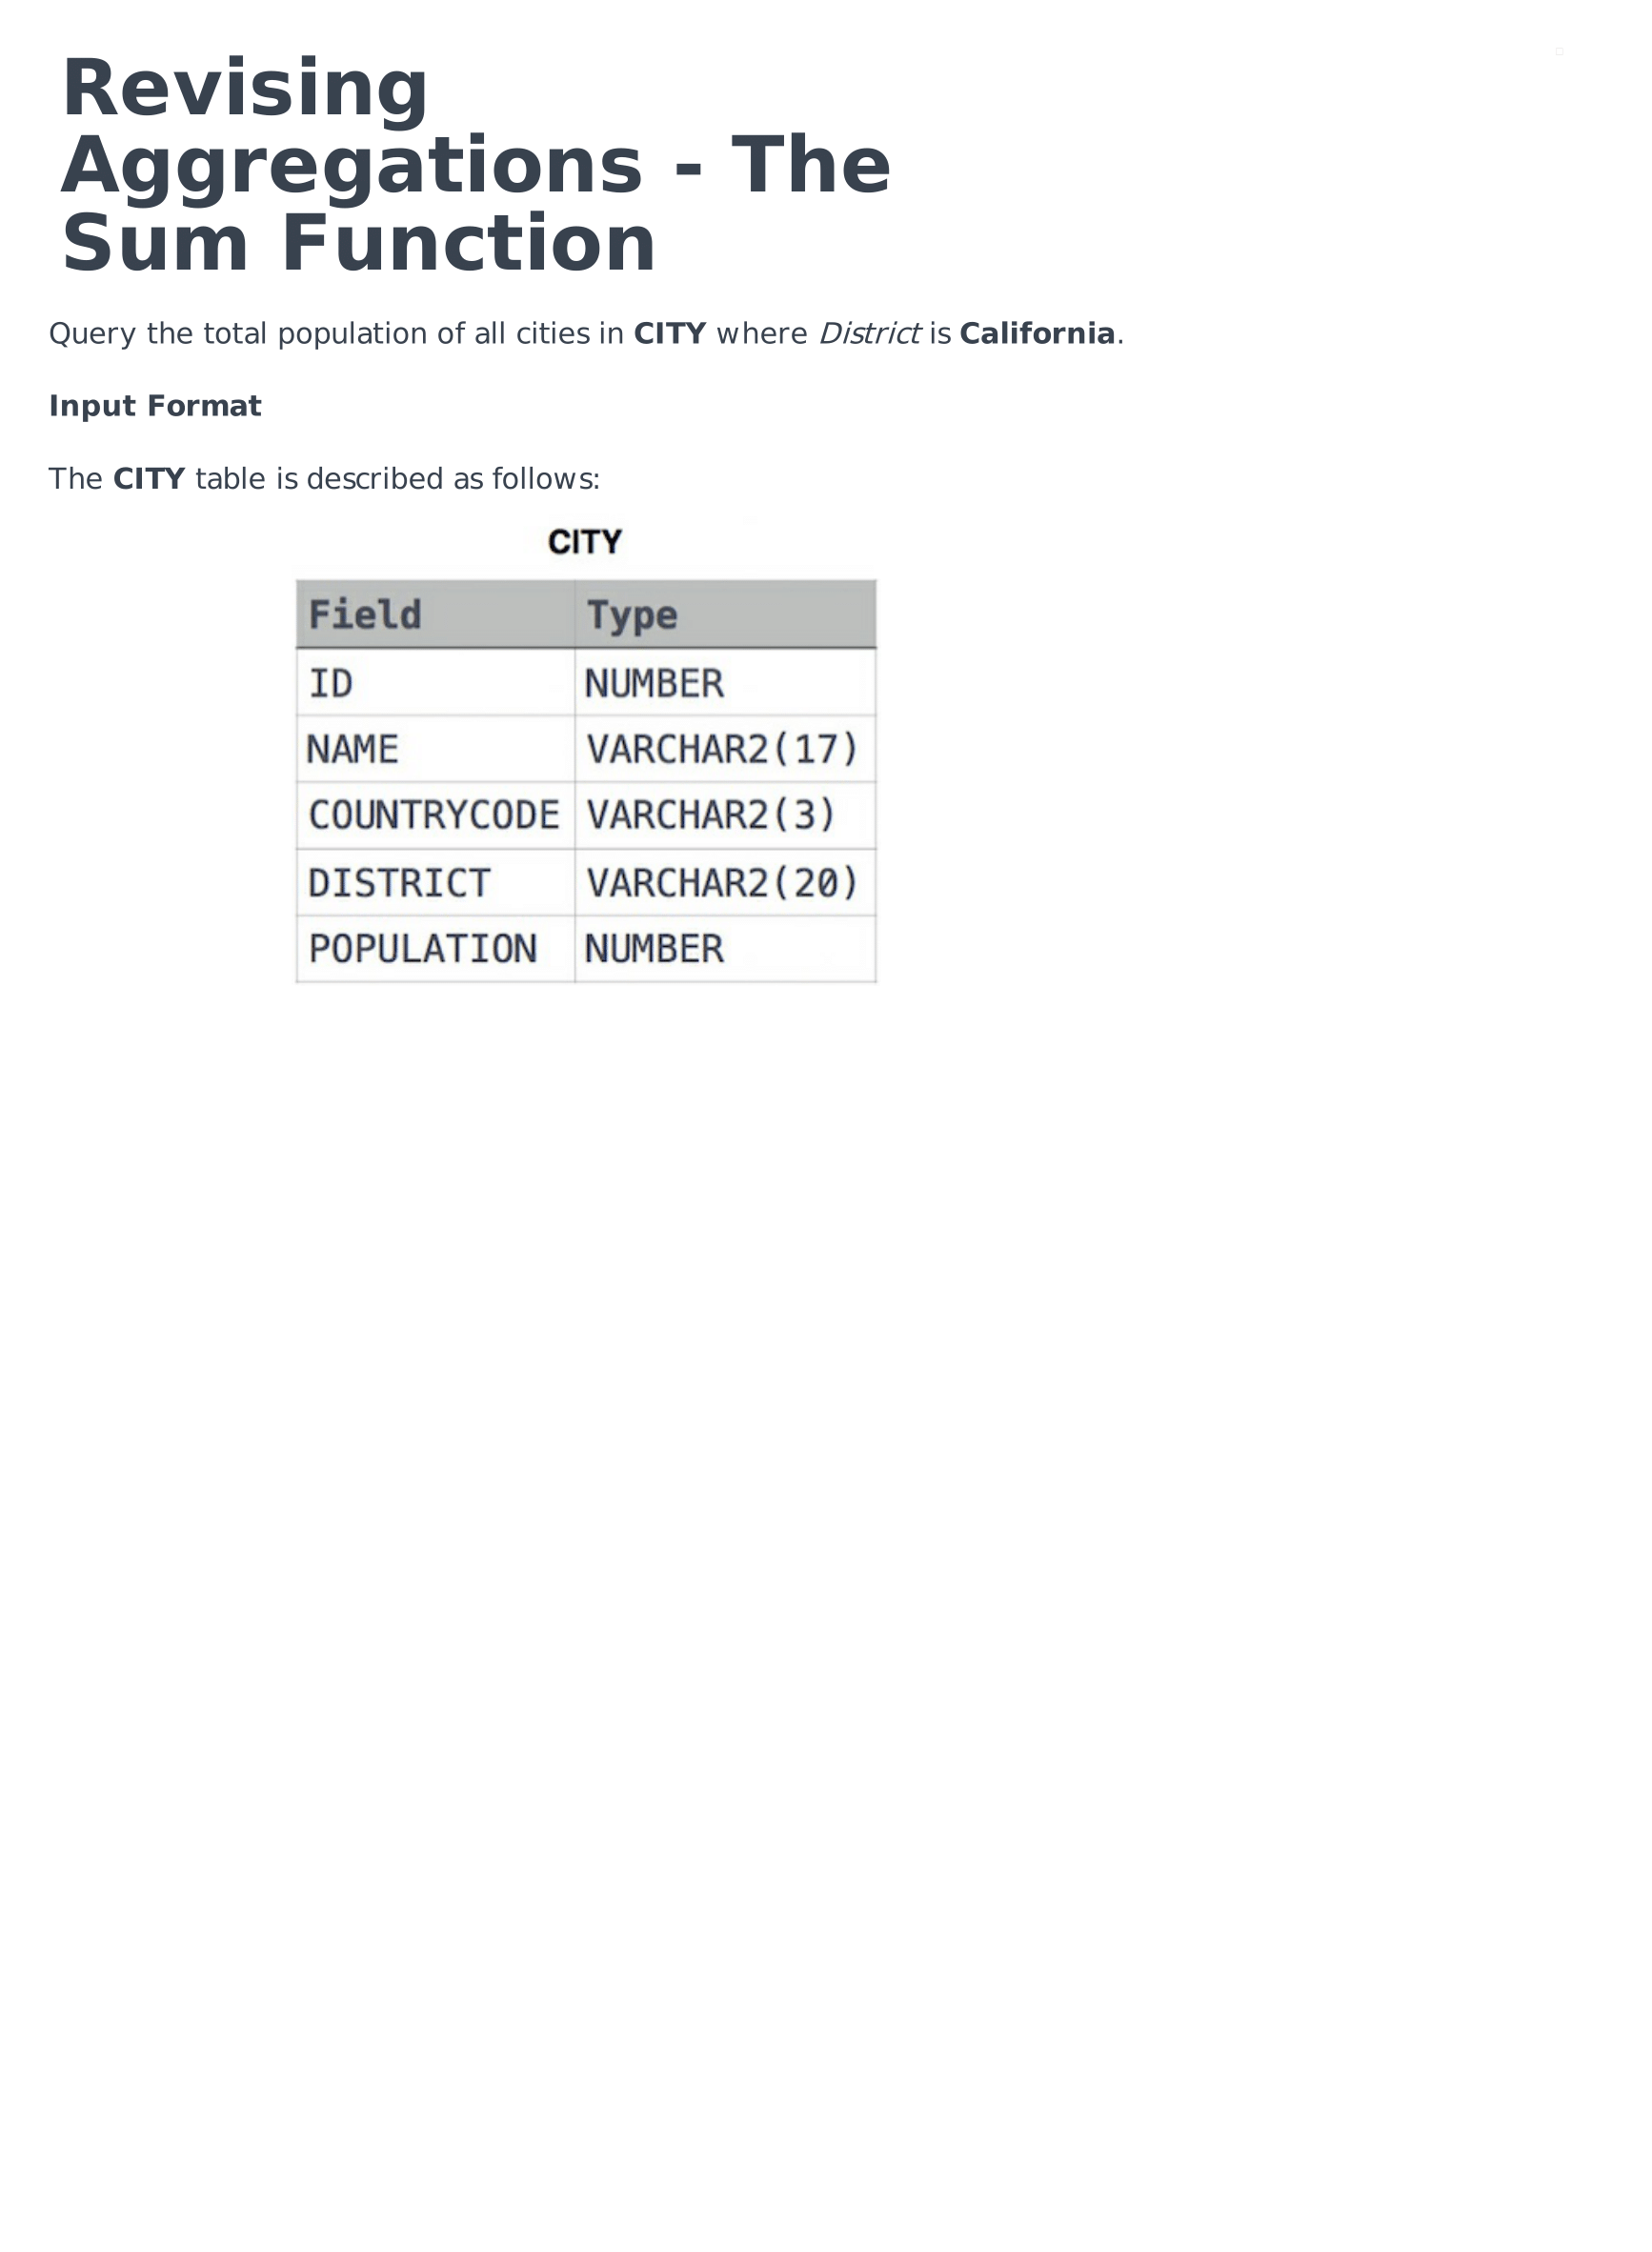 Revising
Aggregations - The
Sum Function
Query the total population of all cities in CITY where District is California.
Input Format
The CITY table is described as follows:
CITY
Field Type
ID NUMBER
NAME VARCHAR2(17)
COUNTRYCODE VARCHAR2(3)
DISTRICT VARCHAR2(20)
POPULATION NUMBER